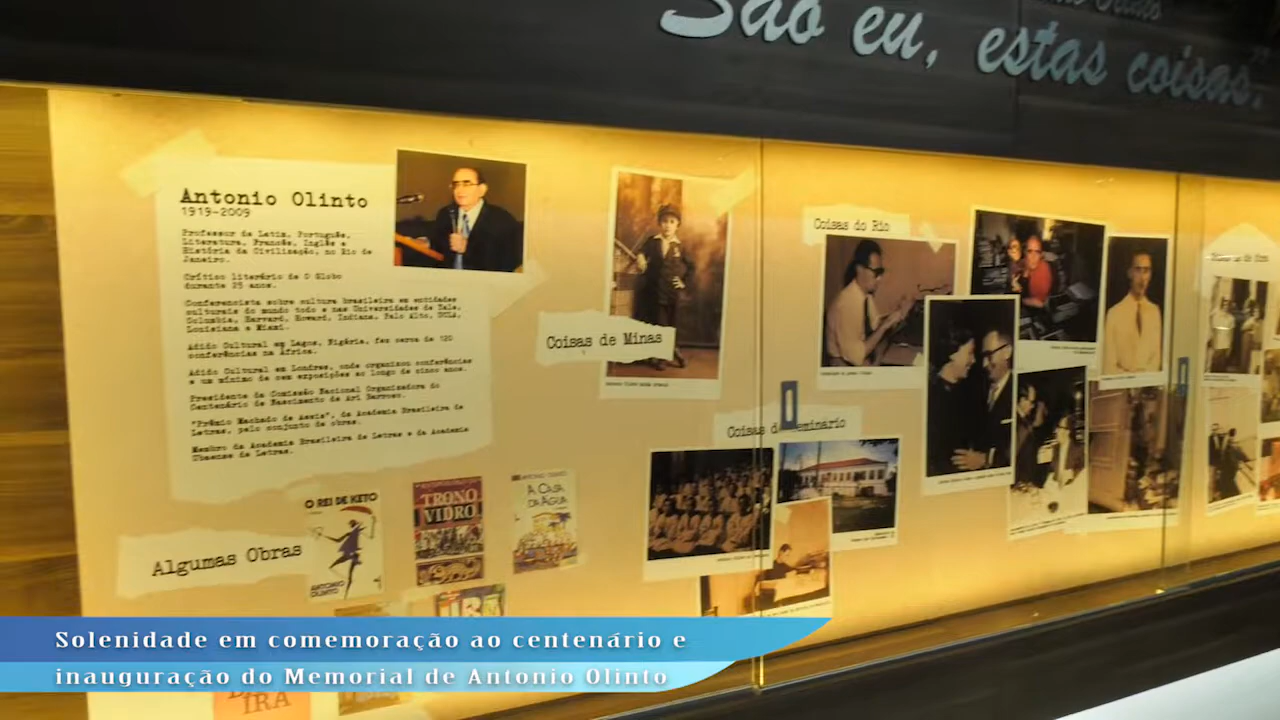 São eu, estas coisas."
Antonio Olinto
1919-2009
Professor de Latim, Português,
Literatura, Francês, Inglês e
História da Civilização, no Rio de
Janeiro.
Crítico literário de O Globo
durante 25 anos.
Conferencista sobre cultura brasileira em entidades
culturais do mundo todo e nas Universidades de Yale,
Columbia, Harvard, Howard, Indiana, Palo Alto, UCLA,
Louisiana e Miami.
Adido Cultural em Lagos, Nigéria, fez cerca de 120
conferências na África.
Adido Cultural em Londres, onde organizou conferências
e um mínimo de cem exposições ao longo de cinco anos.
Presidente da Comissão Nacional Organizadora do
Centenário de Nascimento de Ari Barroso.
"Prêmio Machado de Assis", da Academia Brasileira de
Letras, pelo conjunto de obras.
Membro da Academia Brasileira de Letras e da Academia
Ubaense de Letras.
Coisas de Minas
Coisas do Rio
Coisas do Seminário
Algumas Obras
O REI DE KETO
ANTONIO
OLINTO
TRONO
VIDRO
A CASA
DA ÁGUA
Solenidade em comemoração ao centenário e
inauguração do Memorial de Antonio Olinto
IRA